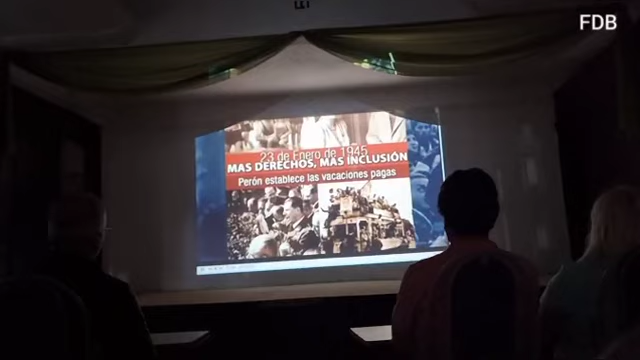 FDB
23 de Enero de 1945
MAS DERECHOS, MAS INCLUSIÓN
Perón establece las vacaciones pagas